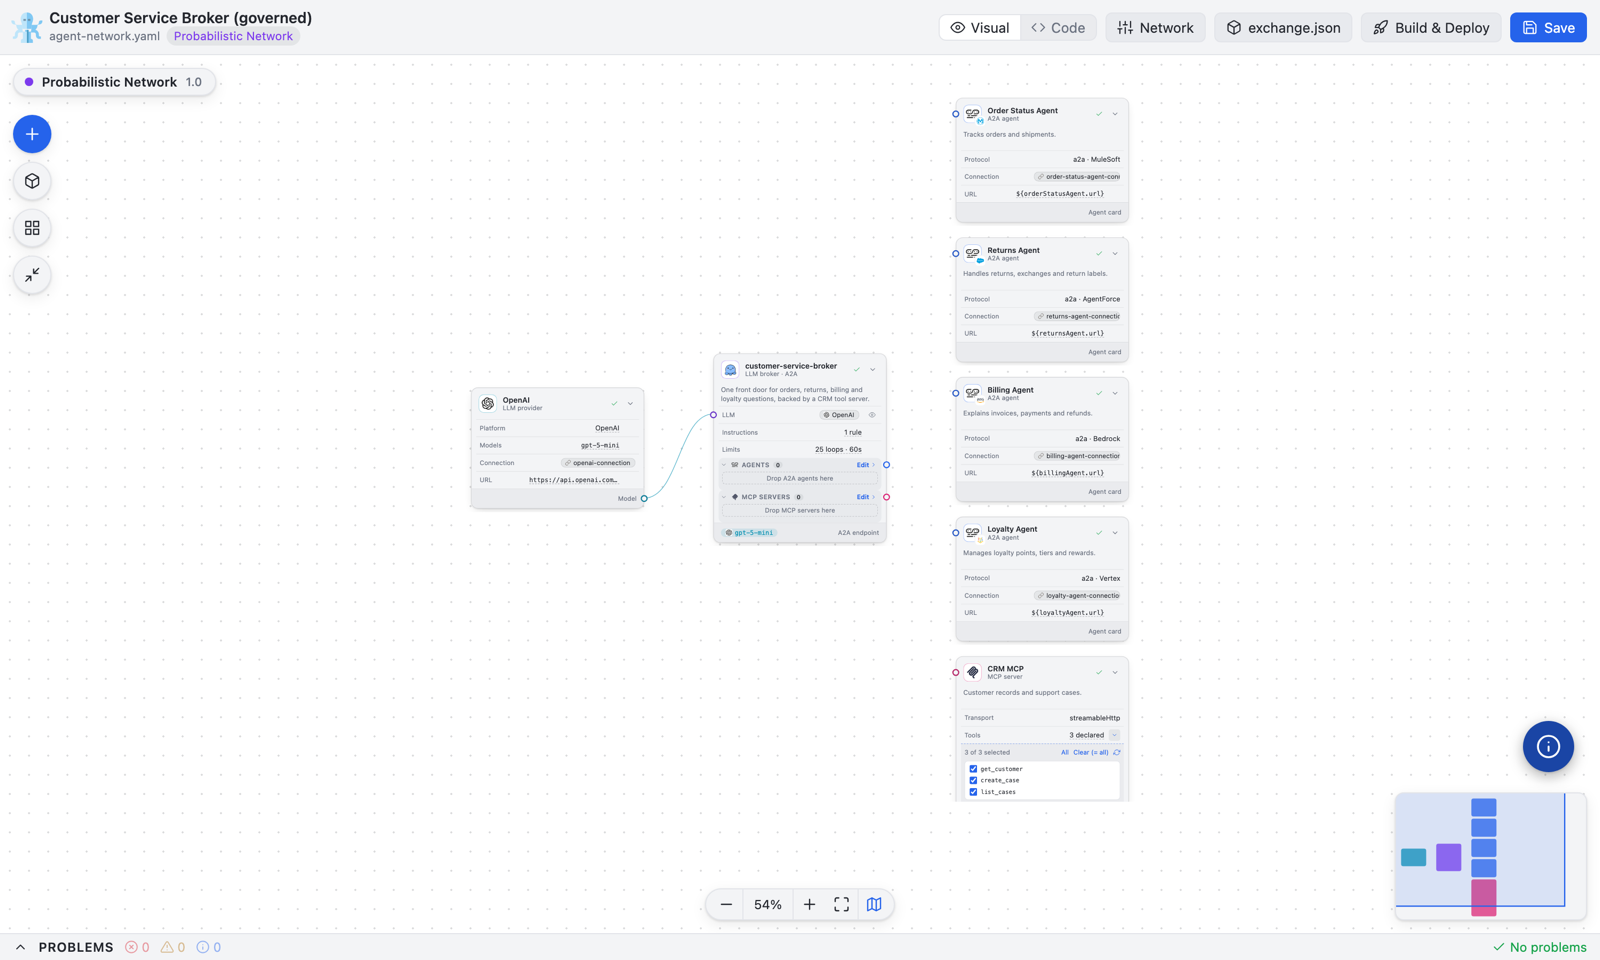 Customer Service Broker (governed)
agent-network.yaml Probabilistic Network
Visual Code Network exchange.json Build & Deploy Save
Probabilistic Network 1.0
Order Status Agent
A2A agent
Tracks orders and shipments.
Protocol a2a · MuleSoft
Connection order-status-agent-con
URL ${orderStatusAgent.url}
Agent card
Returns Agent
A2A agent
Handles returns, exchanges and return labels.
Protocol a2a · AgentForce
Connection returns-agent-connectic
URL ${returnsAgent.url}
Agent card
OpenAI
LLM provider
Platform OpenAI
Models gpt-5-mini
Connection openai-connection
URL https://api.openai.com…
Model
customer-service-broker
LLM broker · A2A
One front door for orders, returns, billing and
loyalty questions, backed by a CRM tool server.
LLM OpenAI
Instructions 1 rule
Limits 25 loops · 60s
AGENTS 0 Edit
Drop A2A agents here
MCP SERVERS 0 Edit
Drop MCP servers here
gpt-5-mini A2A endpoint
Billing Agent
A2A agent
Explains invoices, payments and refunds.
Protocol a2a · Bedrock
Connection billing-agent-connection
URL ${billingAgent.url}
Agent card
Loyalty Agent
A2A agent
Manages loyalty points, tiers and rewards.
Protocol a2a · Vertex
Connection loyalty-agent-connectio
URL ${loyaltyAgent.url}
Agent card
CRM MCP
MCP server
Customer records and support cases.
Transport streamableHttp
Tools 3 declared
3 of 3 selected All Clear (= all)
get_customer
create_case
list_cases
54%
PROBLEMS 0 0 0 No problems